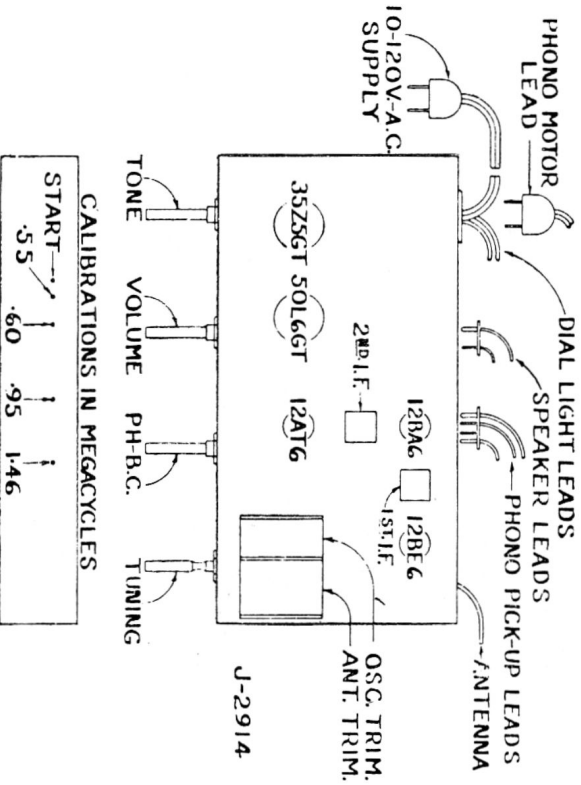 PHONO MOTOR
LEAD
10-120V.-A.C.
SUPPLY
DIAL LIGHT LEADS
SPEAKER LEADS
PHONO PICK-UP LEADS
ANTENNA
35Z5GT
50L6GT
2ND I.F.
12BA6
12AT6
1ST I.F.
12BE6
OSC. TRIM.
ANT. TRIM.
TONE
VOLUME
PH-B.C.
TUNING
J-2914
CALIBRATIONS IN MEGACYCLES
START
.55
.60
.95
1.46